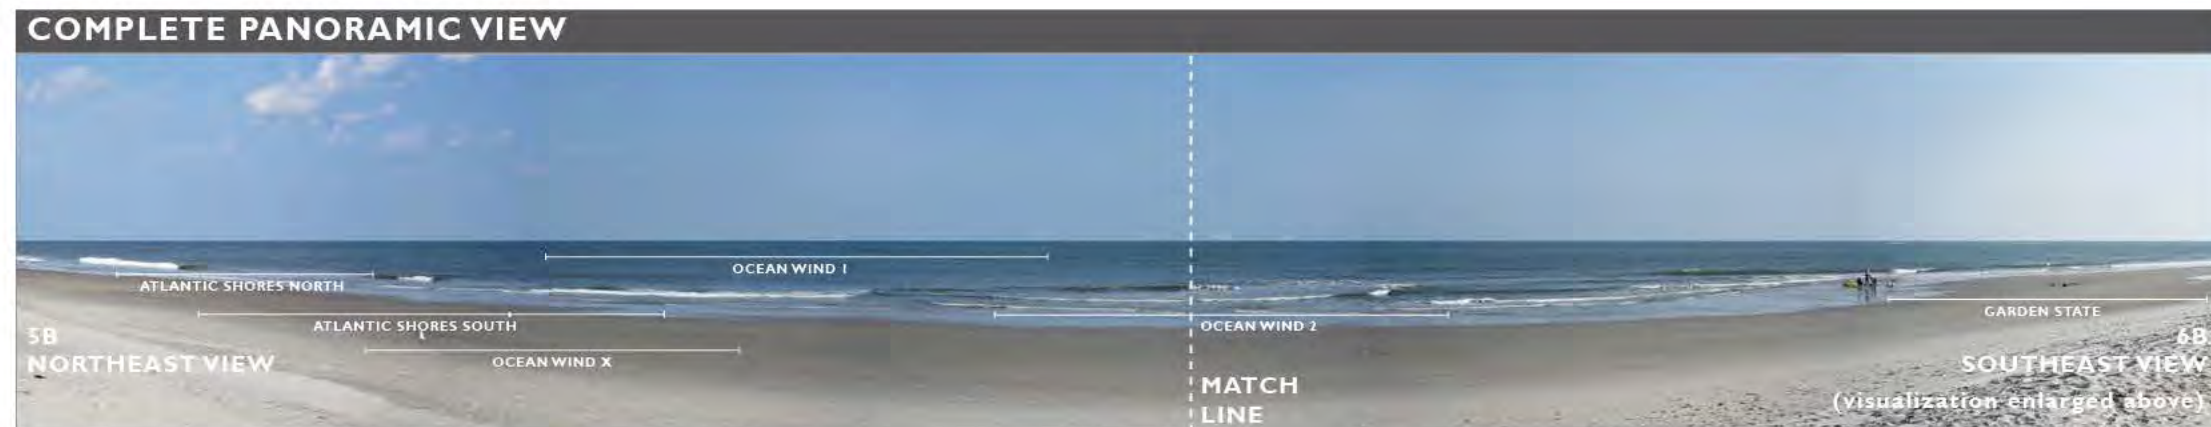 COMPLETE PANORAMIC VIEW
OCEAN WIND 1
ATLANTIC SHORES NORTH
GARDEN STATE
ATLANTIC SHORES SOUTH
OCEAN WIND 2
5B
NORTHEAST VIEW
OCEAN WIND X
6B
SOUTHEAST VIEW
(visualization enlarged above)
MATCH
LINE